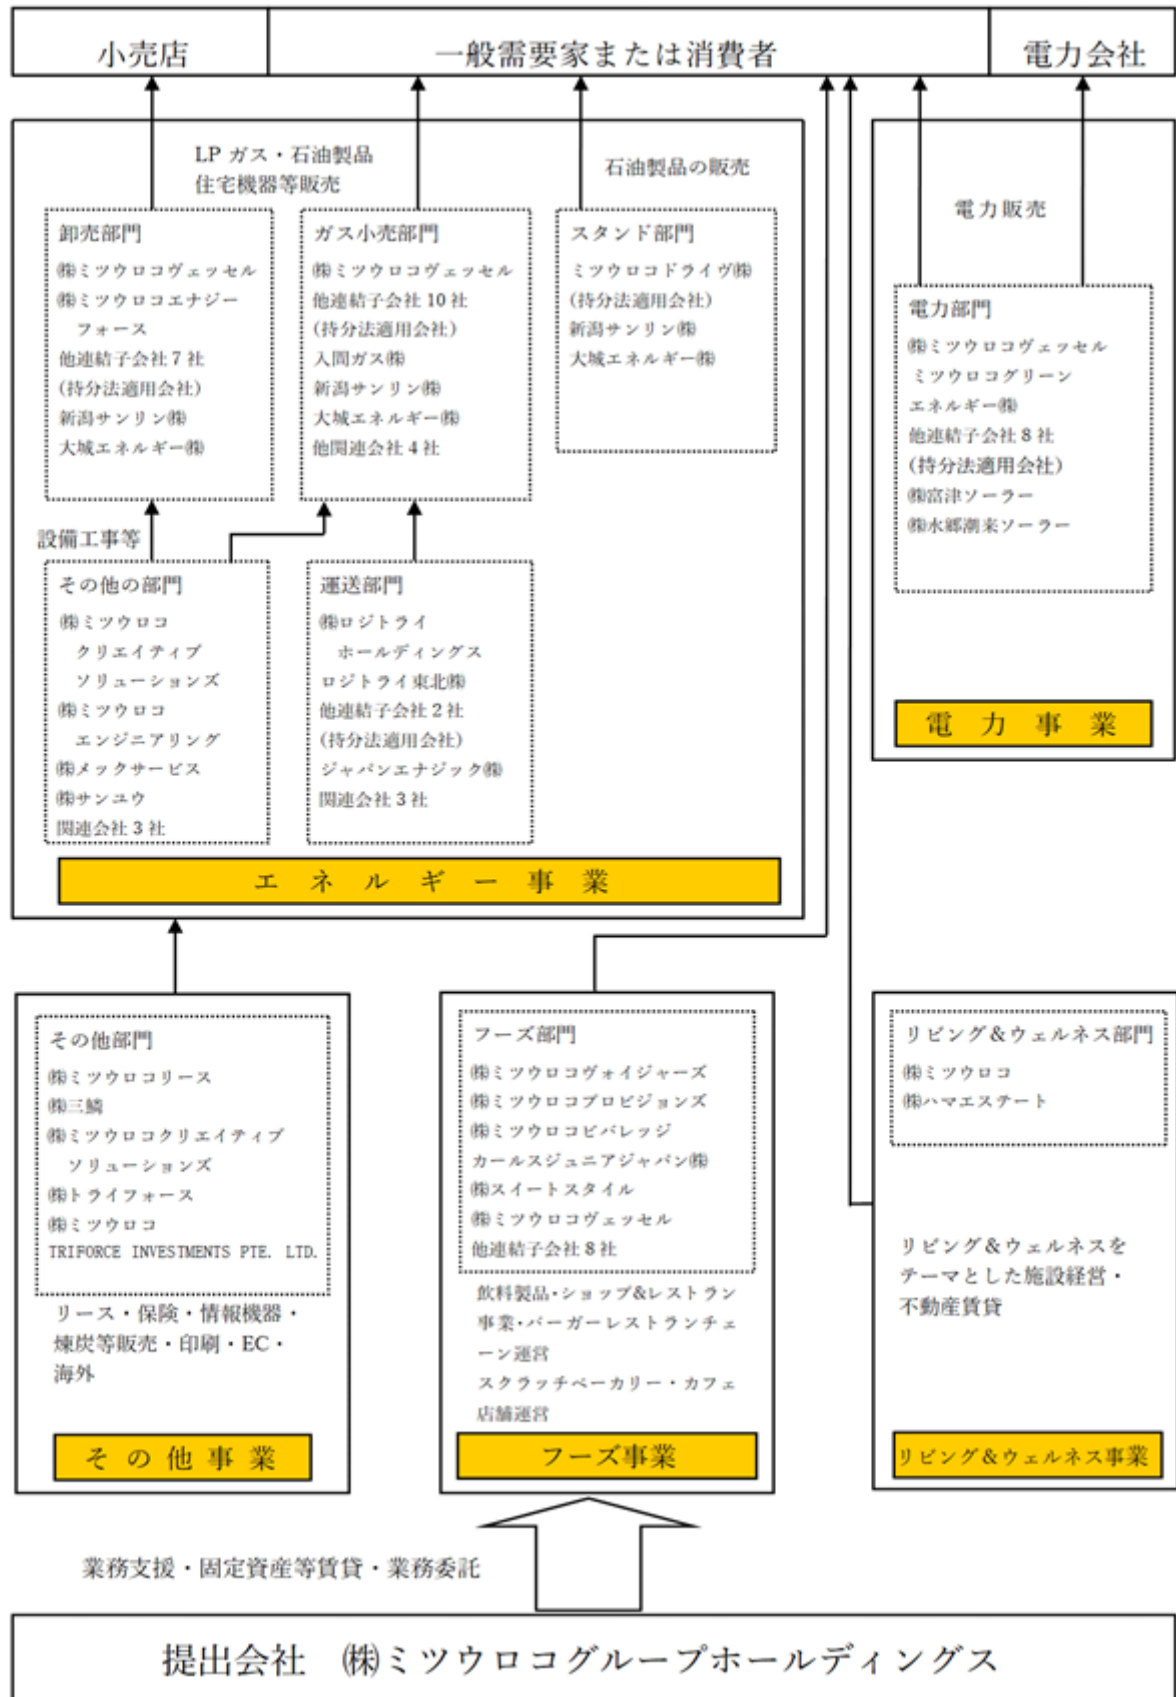 小売店
一般需要家または消費者
電力会社
LP ガス・石油製品
住宅機器等販売
石油製品の販売
電力販売
卸売部門
㈱ミツウロコヴェッセル
㈱ミツウロコエナジー
フォース
他連結子会社 7 社
(持分法適用会社)
新潟サンリン㈱
大城エネルギー㈱
ガス小売部門
㈱ミツウロコヴェッセル
他連結子会社 10 社
(持分法適用会社)
入間ガス㈱
新潟サンリン㈱
大城エネルギー㈱
他関連会社 4 社
スタンド部門
ミツウロコドライヴ㈱
(持分法適用会社)
新潟サンリン㈱
大城エネルギー㈱
電力部門
㈱ミツウロコヴェッセル
ミツウロコグリーン
エネルギー㈱
他連結子会社 8 社
(持分法適用会社)
㈱富津ソーラー
㈱水郷潮来ソーラー
電力事業
設備工事等
その他の部門
㈱ミツウロコ
クリエイティブ
ソリューションズ
㈱ミツウロコ
エンジニアリング
㈱メックサービス
㈱サンユウ
関連会社 3 社
運送部門
㈱ロジトライ
ホールディングス
ロジトライ東北㈱
他連結子会社 2 社
(持分法適用会社)
ジャパンエナジック㈱
関連会社 3 社
エネルギー事業
その他部門
㈱ミツウロコリース
㈱三鱗
㈱ミツウロコクリエイティブ
ソリューションズ
㈱トライフォース
㈱ミツウロコ
TRIFORCE INVESTMENTS PTE. LTD.
リース・保険・情報機器・
煉炭等販売・印刷・EC・
海外
その他事業
フーズ部門
㈱ミツウロコヴォイジャーズ
㈱ミツウロコプロビジョンズ
㈱ミツウロコビバレッジ
カールスジュニアジャパン㈱
㈱スイートスタイル
㈱ミツウロコヴェッセル
他連結子会社 8 社
飲料製品・ショップ&レストラン
事業・バーガーレストランチェ
ーン運営
スクラッチベーカリー・カフェ
店舗運営
フーズ事業
リビング&ウェルネス部門
㈱ミツウロコ
㈱ハマエステート
リビング&ウェルネスを
テーマとした施設経営・
不動産賃貸
リビング&ウェルネス事業
業務支援・固定資産等賃貸・業務委託
提出会社 ㈱ミツウロコグループホールディングス